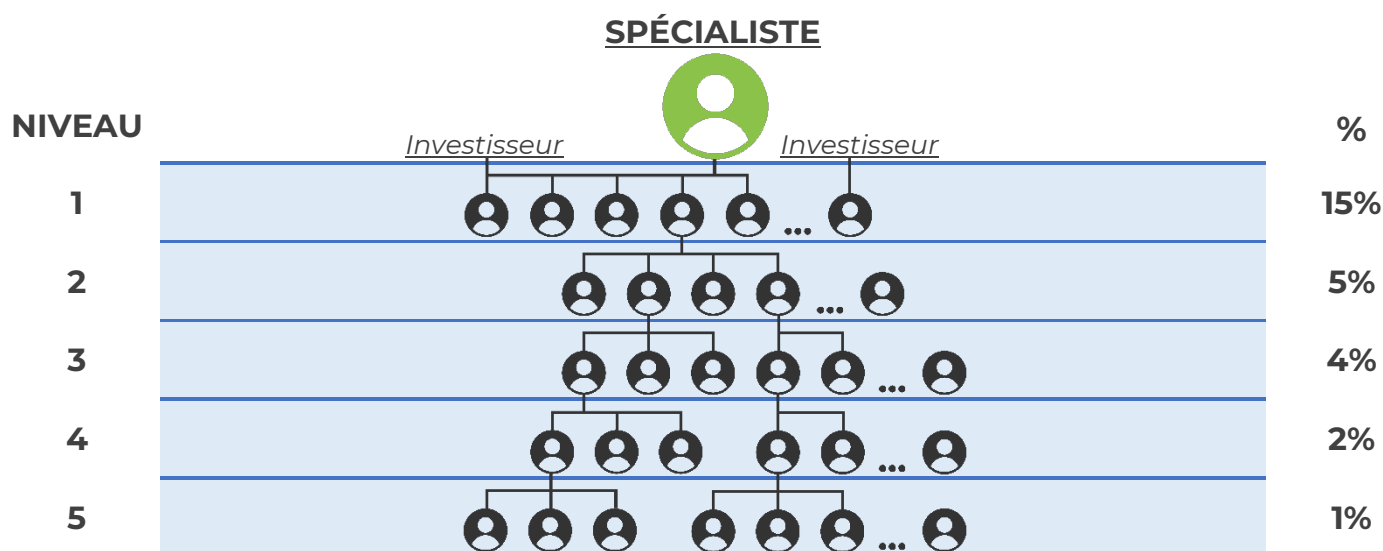 SPÉCIALISTE
NIVEAU
Investisseur
Investisseur
%
1
15%
2
5%
3
4%
4
2%
5
1%